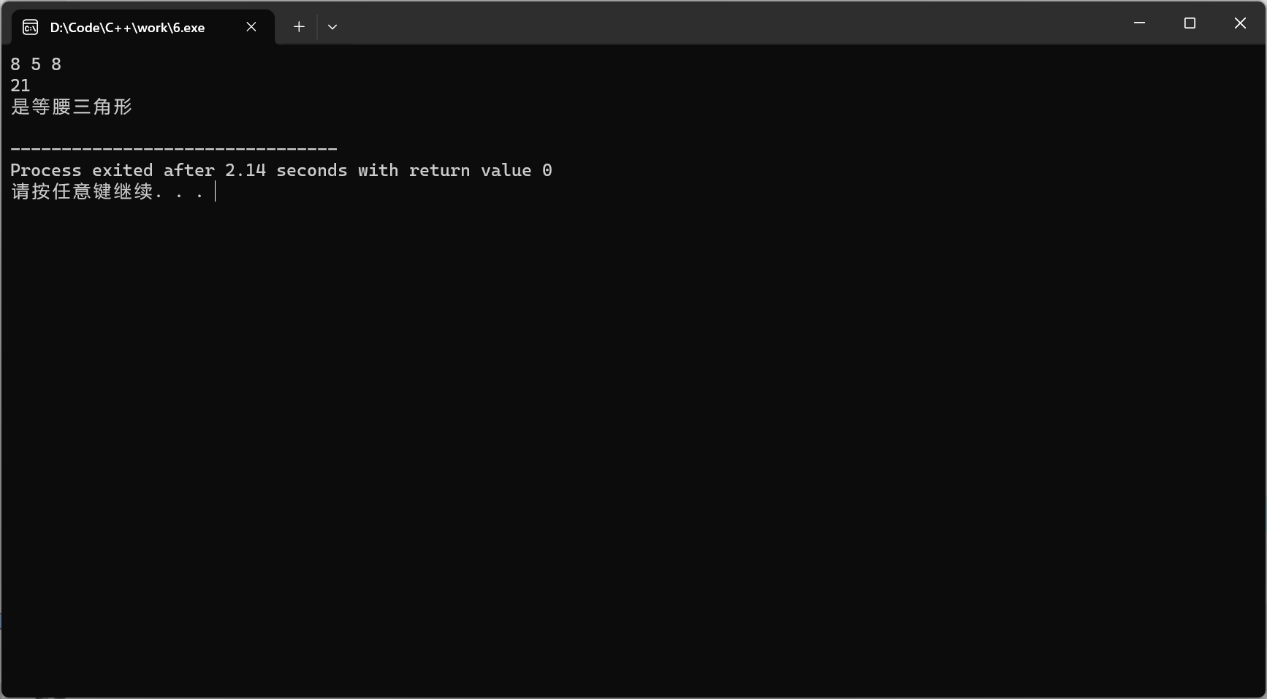 D:\Code\C++\work\6.exe
8 5 8
21
是等腰三角形
--------------------------------
Process exited after 2.14 seconds with return value 0
请按任意键继续. . .